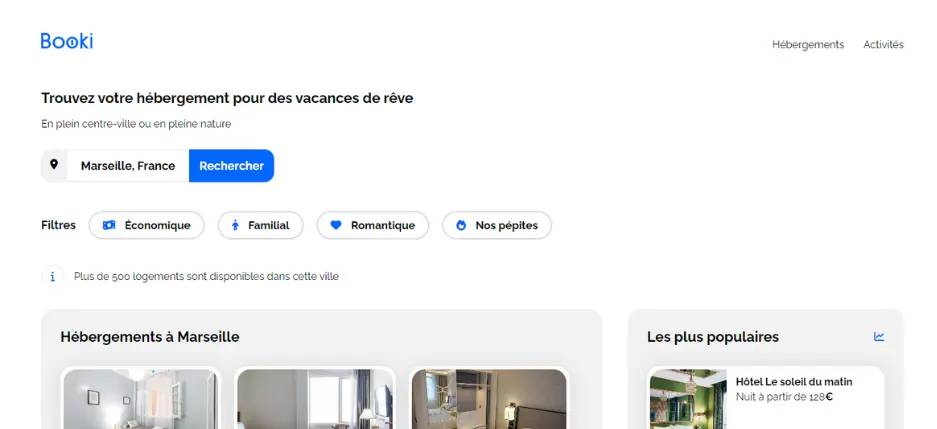 Booki
Hébergements Activités
Trouvez votre hébergement pour des vacances de rêve
En plein centre-ville ou en pleine nature
Marseille, France Rechercher
Filtres Économique Familial Romantique Nos pépites
Plus de 500 logements sont disponibles dans cette ville
Hébergements à Marseille
Les plus populaires
Hôtel Le soleil du matin
Nuit à partir de 128€